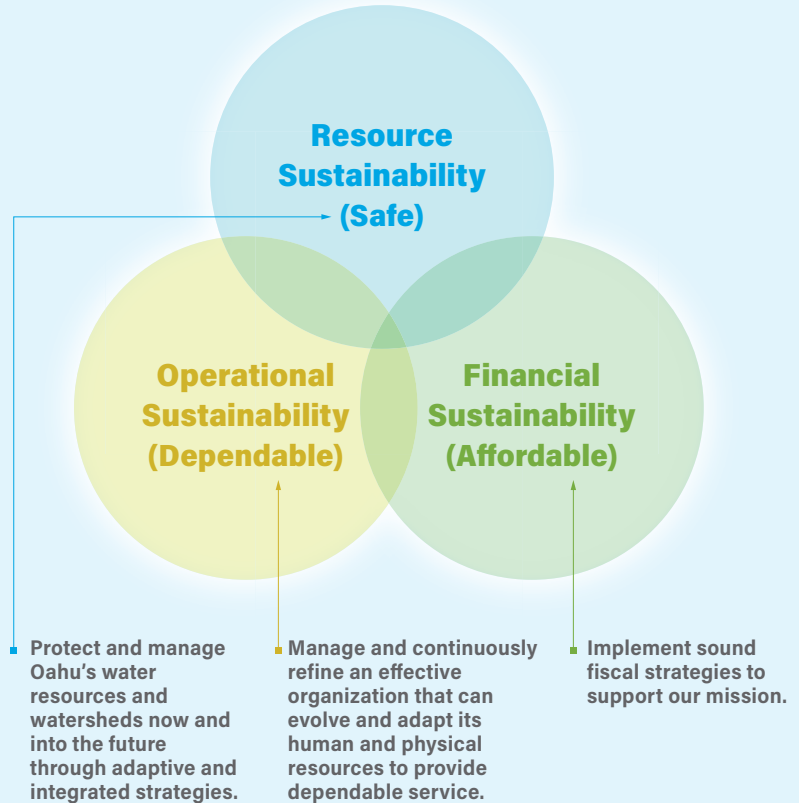 Resource
Sustainability
(Safe)
Operational
Sustainability
(Dependable)
Financial
Sustainability
(Affordable)
Protect and manage
Oahu's water
resources and
watersheds now and
into the future
through adaptive and
integrated strategies.
Manage and continuously
refine an effective
organization that can
evolve and adapt its
human and physical
resources to provide
dependable service.
Implement sound
fiscal strategies to
support our mission.